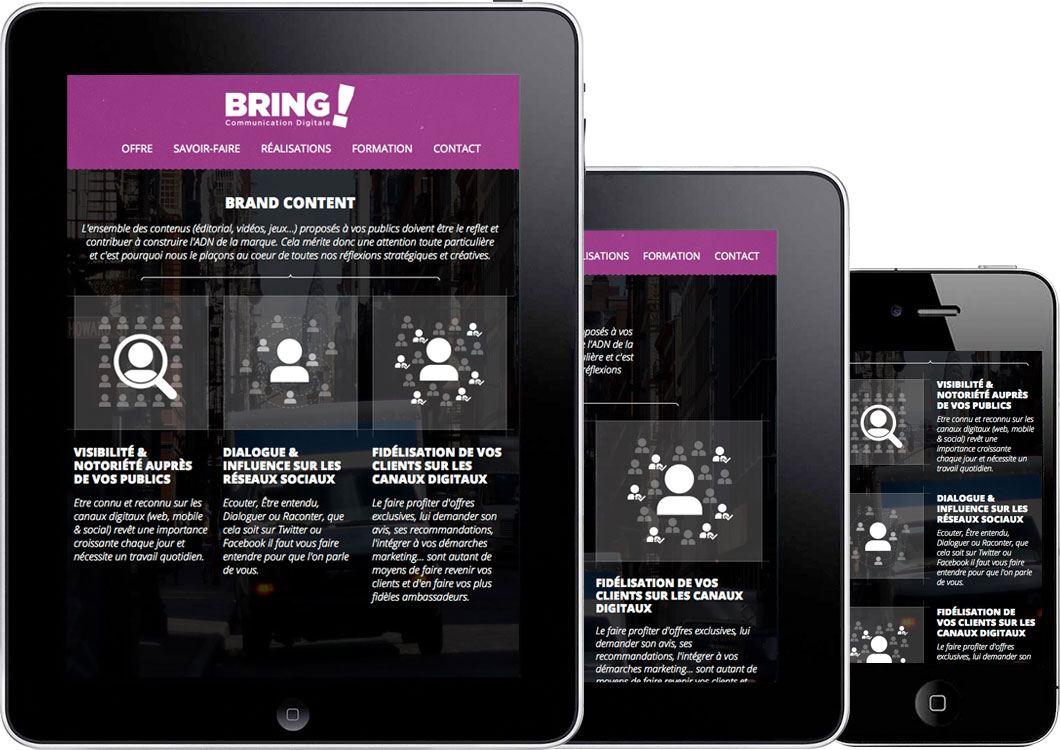 BRING!
Communication Digitale
OFFRE SAVOIR-FAIRE RÉALISATIONS FORMATION CONTACT
BRAND CONTENT
L'ensemble des contenus (éditorial, vidéos, jeux...) proposés à vos publics doivent être le reflet et
contribuer à construire l'ADN de la marque. Cela mérite donc une attention toute particulière
et c'est pourquoi nous le plaçons au coeur de toutes nos réflexions stratégiques et créatives.
HOWA
VISIBILITÉ &
NOTORIÉTÉ AUPRÈS
DE VOS PUBLICS
Etre connu et reconnu sur les
canaux digitaux (web, mobile
& social) revêt une importance
croissante chaque jour et
nécessite un travail quotidien.
DIALOGUE &
INFLUENCE SUR LES
RÉSEAUX SOCIAUX
Ecouter, Être entendu,
Dialoguer ou Raconter, que
cela soit sur Twitter ou
Facebook il faut vous faire
entendre pour que l'on parle
de vous.
FIDÉLISATION DE VOS
CLIENTS SUR LES
CANAUX DIGITAUX
Le faire profiter d'offres
exclusives, lui demander son
avis, ses recommandations,
l'intégrer à vos démarches
marketing... sont autant de
moyens de faire revenir vos
clients et d'en faire vos plus
fidèles ambassadeurs.
LISATIONS FORMATION CONTACT
posés à vos
e l'ADN de la
ulière et c'est
réflexions
FIDÉLISATION DE VOS
CLIENTS SUR LES CANAUX
DIGITAUX
Le faire profiter d'offres exclusives, lui
demander son avis, ses
recommandations, l'intégrer à vos
démarches marketing... sont autant de
moyens de faire revenir vos clients et
VISIBILITÉ &
NOTORIÉTÉ AUPRÈS
DE VOS PUBLICS
Etre connu et reconnu sur les
canaux digitaux (web, mobile
& social) revêt une
importance croissante
chaque jour et nécessite un
travail quotidien.
DIALOGUE &
INFLUENCE SUR LES
RÉSEAUX SOCIAUX
Ecouter, Être entendu,
Dialoguer ou Raconter, que
cela soit sur Twitter ou
Facebook il faut vous faire
entendre pour que l'on parle
de vous.
FIDÉLISATION DE
VOS CLIENTS SUR LES
CANAUX DIGITAUX
Le faire profiter d'offres
exclusives, lui demander son